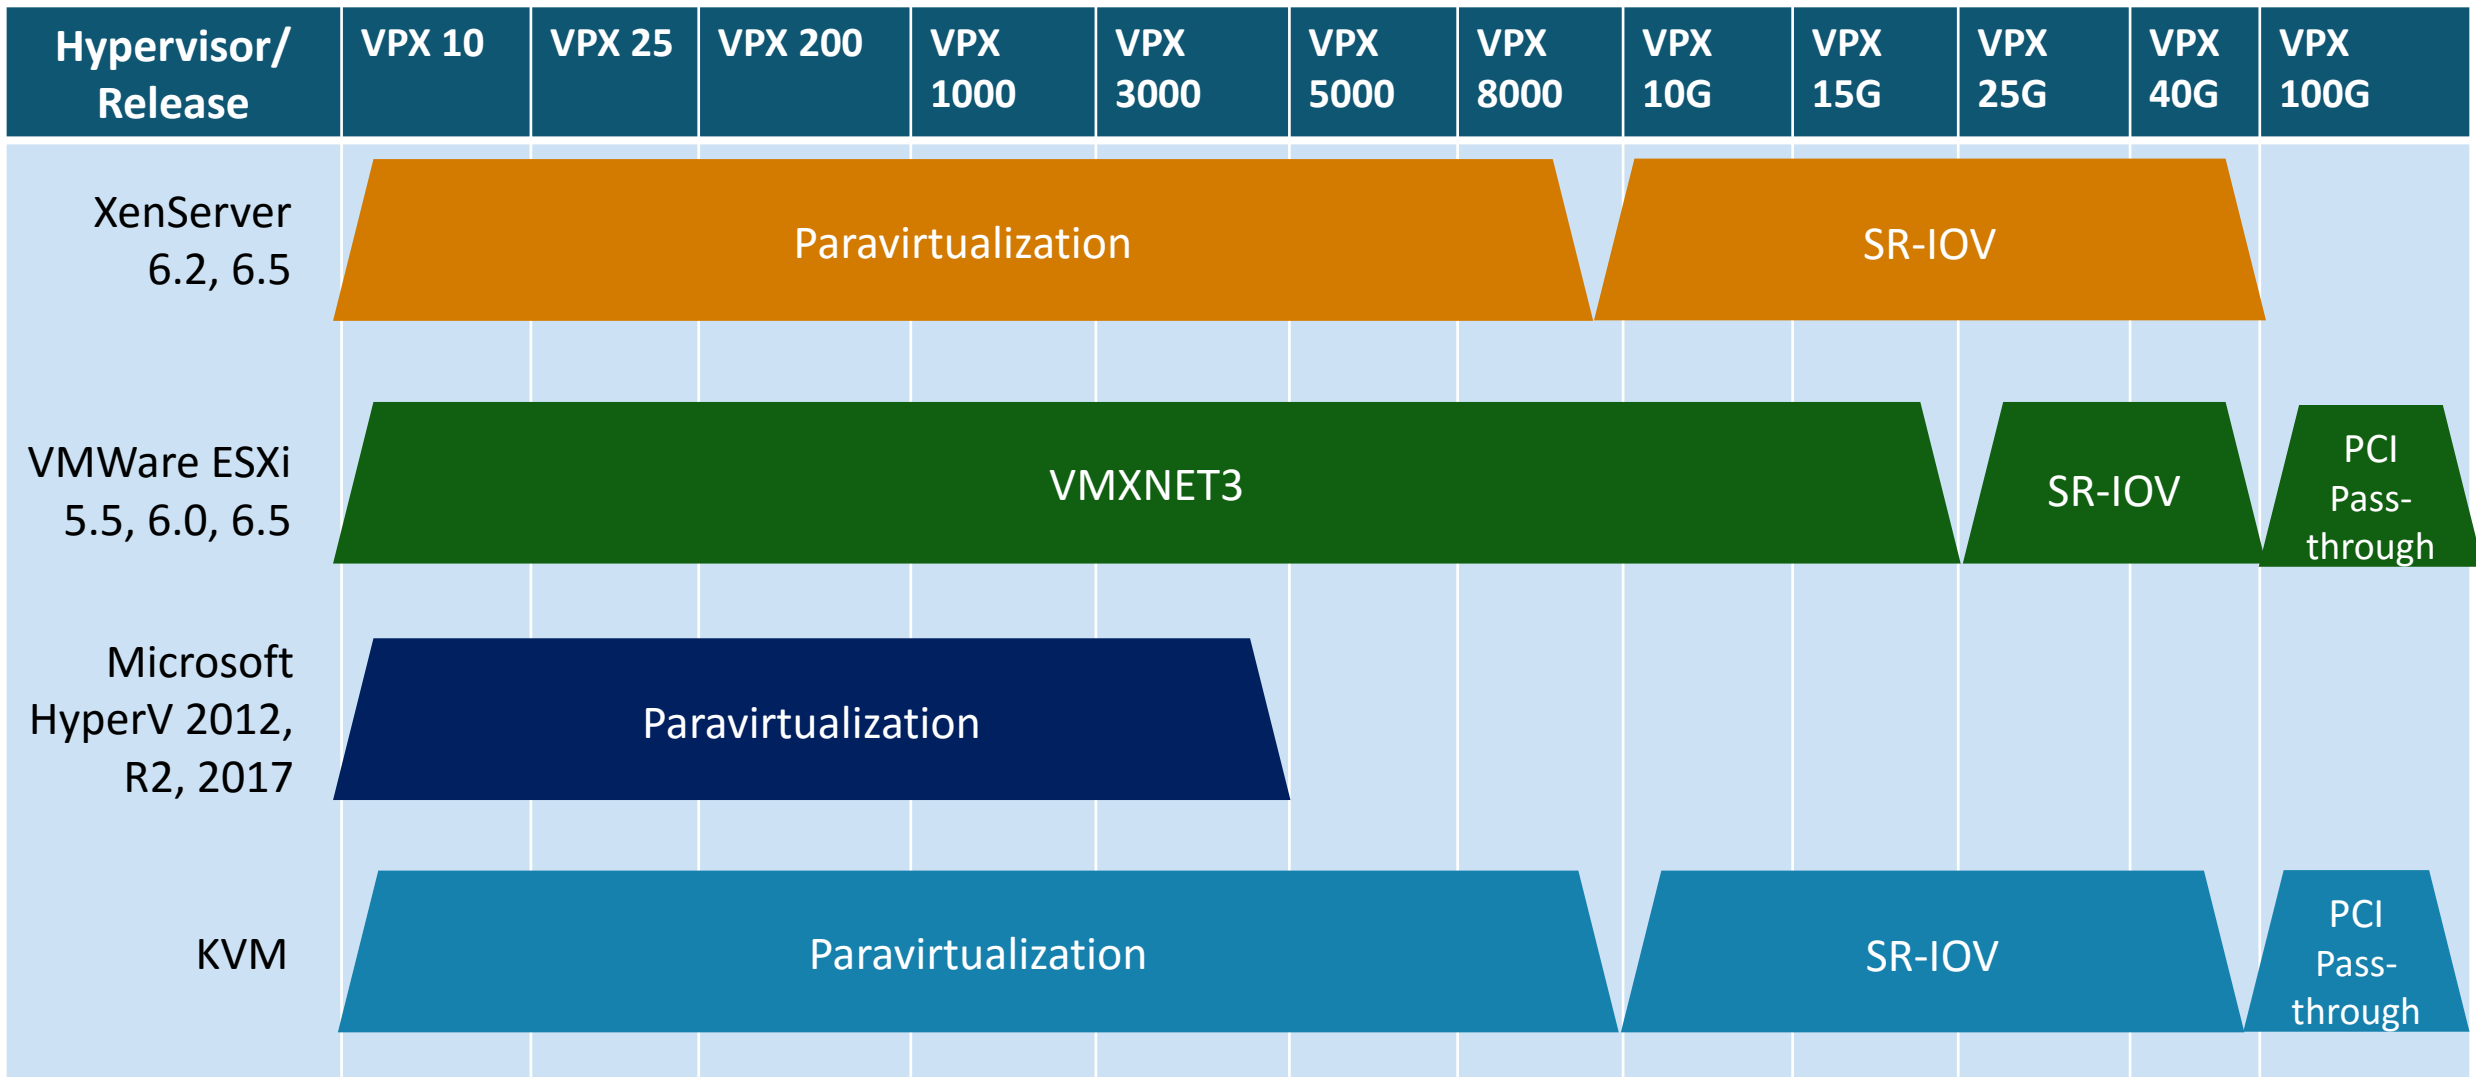 Hypervisor/
Release
VPX 10
VPX 25
VPX 200
VPX
1000
VPX
3000
VPX
5000
VPX
8000
VPX
10G
VPX
15G
VPX
25G
VPX
40G
VPX
100G
XenServer
6.2, 6.5
Paravirtualization
SR-IOV
VMWare ESXi
5.5, 6.0, 6.5
VMXNET3
SR-IOV
PCI
Pass-
through
Microsoft
HyperV 2012,
R2, 2017
Paravirtualization
KVM
Paravirtualization
SR-IOV
PCI
Pass-
through